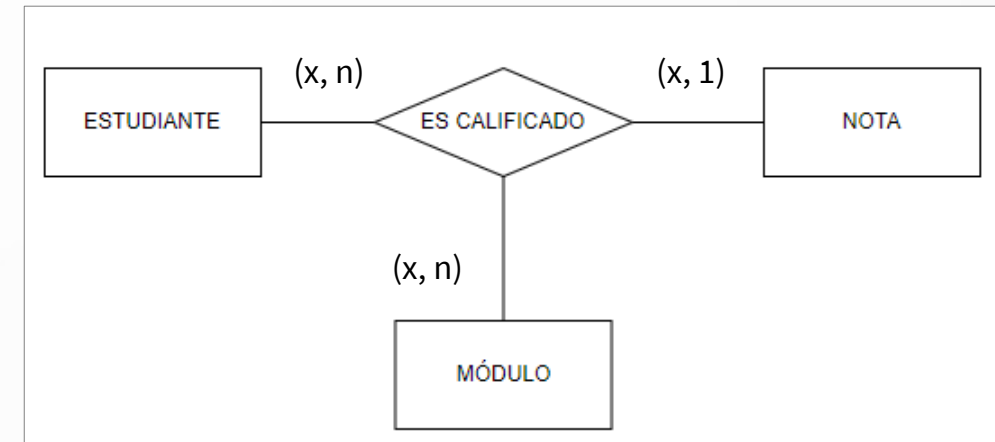 (x, n)
(x, 1)
ESTUDIANTE
ES CALIFICADO
NOTA
(x, n)
MÓDULO